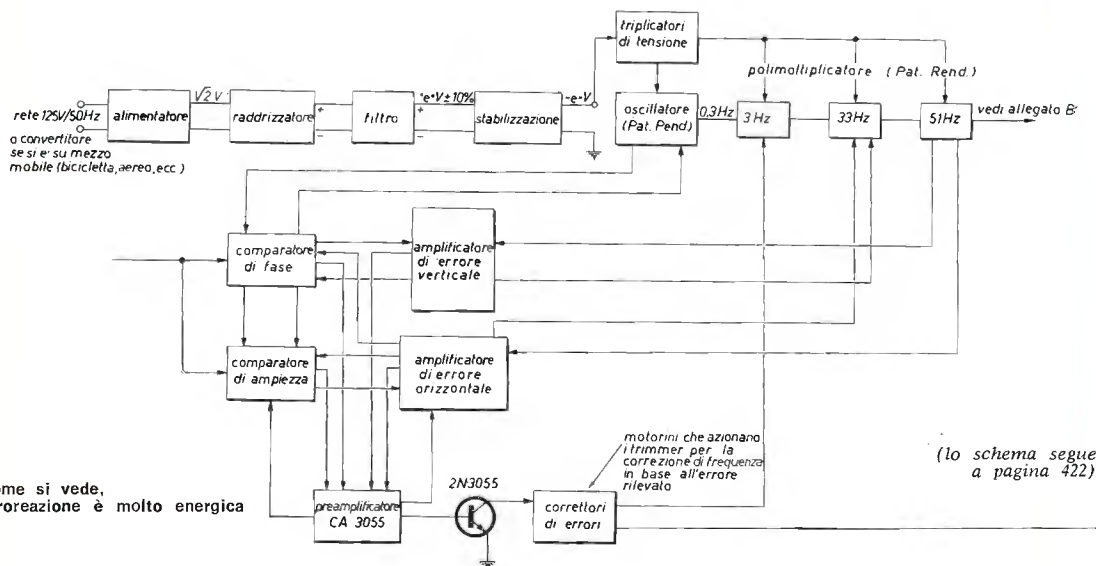 triplicatori
di tensione
polimoltiplicatore (Pat. Rend.)
rete 125V/50Hz
o convertitore
se si e' su mezzo
mobile (bicicletta, aereo, ecc.)
alimentatore
√2 V
raddrizzatore
+
−
filtro
"e"V ± 10%
+
−
stabilizzazione
-e-V
oscillatore
(Pat. Pend)
0,3Hz
3 Hz
33Hz
51Hz
vedi allegato B
comparatore
di fase
amplificatore
di errore
verticale
comparatore
di ampiezza
amplificatore
di errore
orizzontale
motorini che azionano
i trimmer per la
correzione di frequenza
in base all'errore
rilevato
(lo schema segue
a pagina 422)
ome si vede,
roreazione è molto energica
preamplificatore
CA 3055
2N3055
correttori
di errori